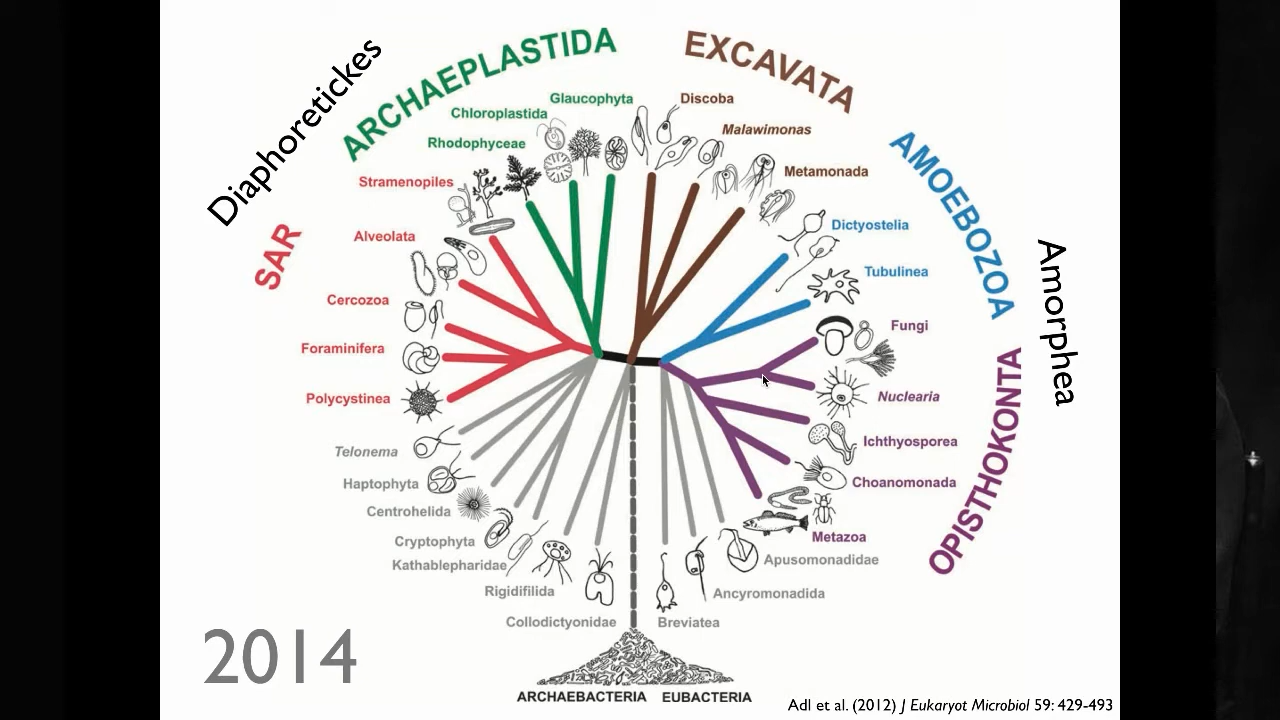 Diaphoretickes
ARCHAEPLASTIDA
EXCAVATA
AMOEBOZOA
Amorphea
OPISTHOKONTA
SAR
Glaucophyta
Chloroplastida
Rhodophyceae
Stramenopiles
Alveolata
Cercozoa
Foraminifera
Polycystinea
Telonema
Haptophyta
Centrohelida
Cryptophyta
Kathablepharidae
Rigidifilida
Collodictyonidae
Discoba
Malawimonas
Metamonada
Dictyostelia
Tubulinea
Fungi
Nuclearia
Ichthyosporea
Choanomonada
Metazoa
Apusomonadidae
Ancyromonadida
Breviatea
2014
ARCHAEBACTERIA EUBACTERIA
Adl et al. (2012) J Eukaryot Microbiol 59: 429-493